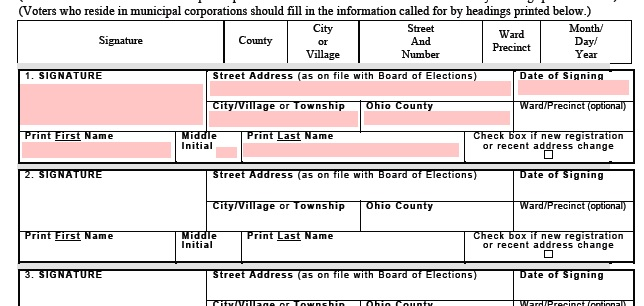 (Voters who reside in municipal corporations should fill in the information called for by headings printed below.)
Signature County City or Village Street And Number Ward Precinct Month/ Day/ Year
1. SIGNATURE Street Address (as on file with Board of Elections) Date of Signing
City/Village or Township Ohio County Ward/Precinct (optional)
Print First Name Middle Initial Print Last Name Check box if new registration or recent address change
2. SIGNATURE Street Address (as on file with Board of Elections) Date of Signing
City/Village or Township Ohio County Ward/Precinct (optional)
Print First Name Middle Initial Print Last Name Check box if new registration or recent address change
3. SIGNATURE Street Address (as on file with Board of Elections) Date of Signing
City/Village or Township Ohio County Ward/Precinct (optional)